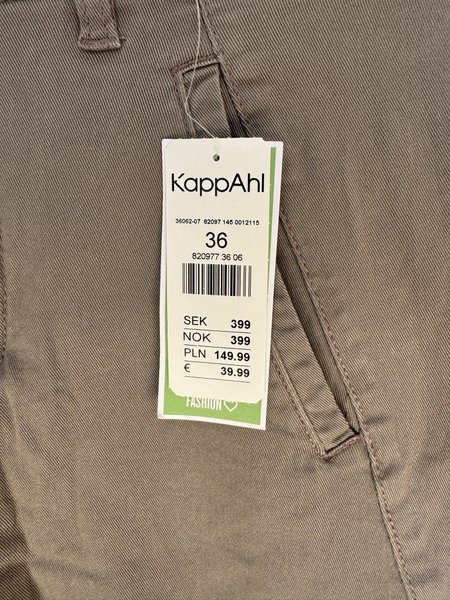 KappAhl
36062-07 82097 145 0012115
36
820977 36 06
SEK 399
NOK 399
PLN 149.99
€ 39.99
FASHION